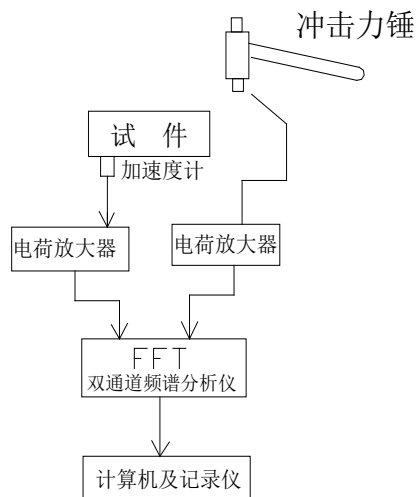 冲击力锤
试 件
加速度计
电荷放大器
电荷放大器
FFT
双通道频谱分析仪
计算机及记录仪